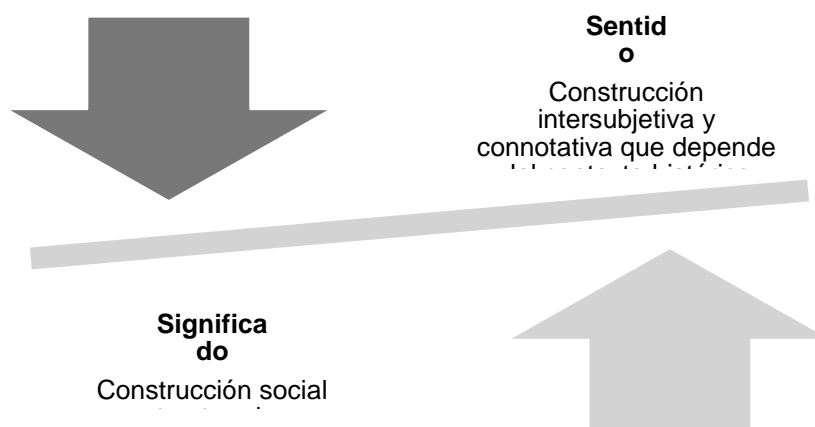 Sentid
o
Construcción
intersubjetiva y
connotativa que depende
Significa
do
Construcción social